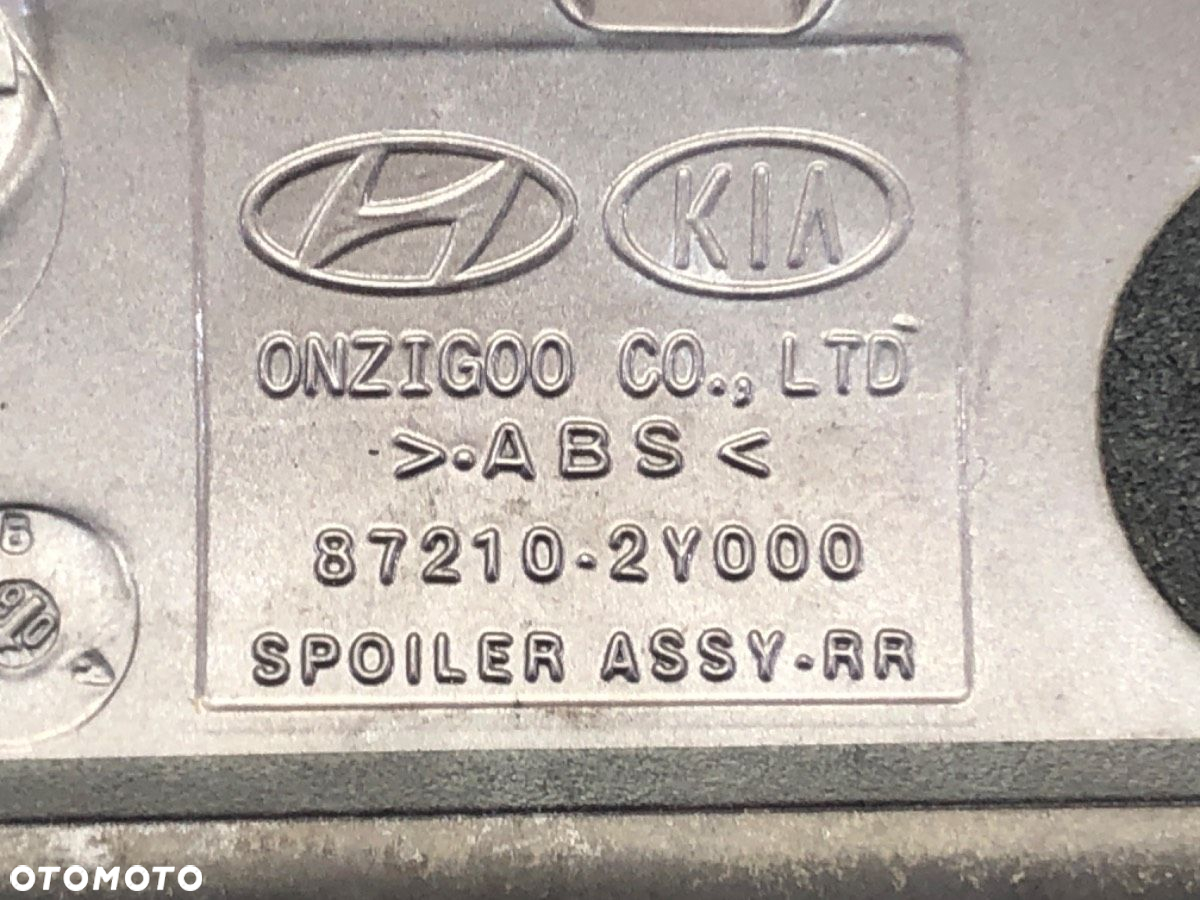 KIA
ONZIGOO CO., LTD
>·ABS<
87210-2Y000
SPOILER ASSY-RR
B
OTOMOTO